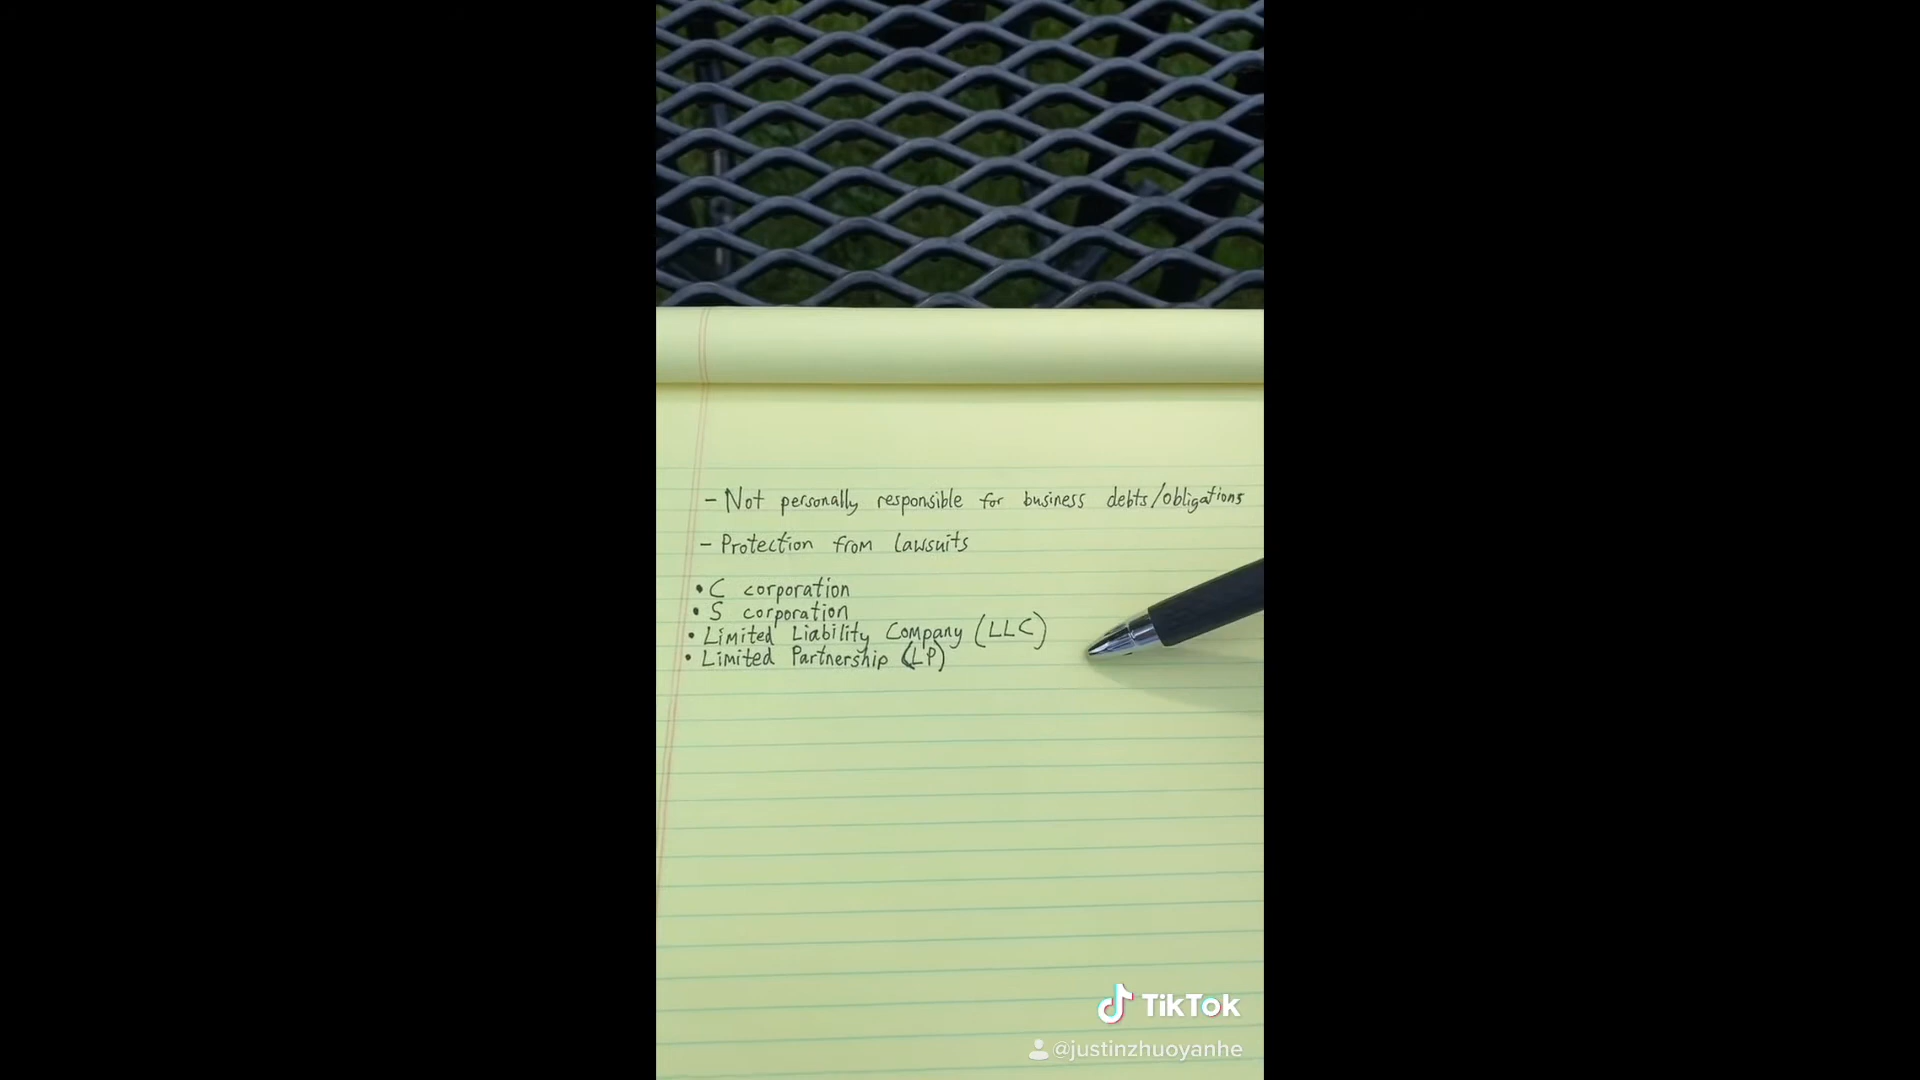 - Not personally responsible for business debts/obligations
- Protection from lawsuits
• C corporation
• S corporation
• Limited Liability Company (LLC)
• Limited Partnership (LP)
TikTok
@justinzhuoyanhe